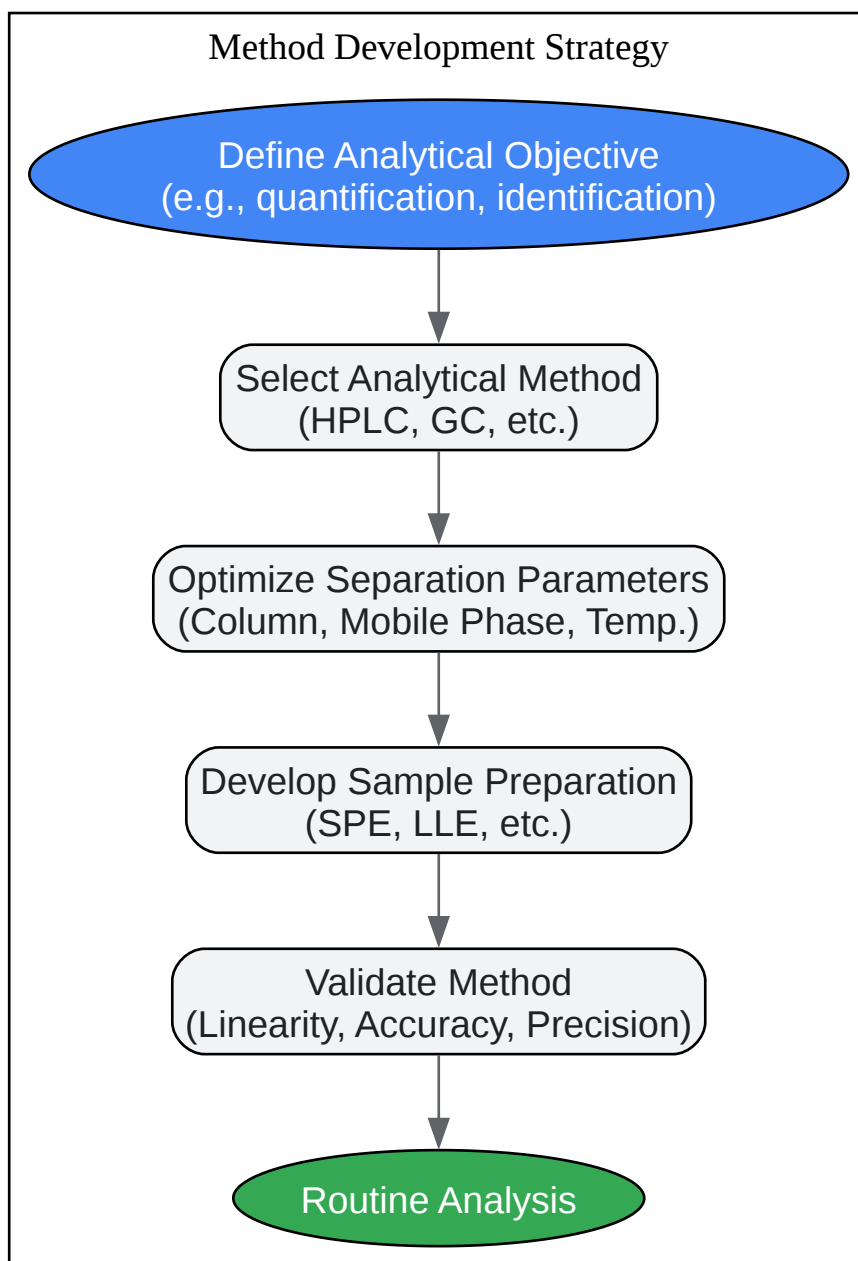 Method Development Strategy
Define Analytical Objective
(e.g., quantification, identification)
Select Analytical Method
(HPLC, GC, etc.)
Optimize Separation Parameters
(Column, Mobile Phase, Temp.)
Develop Sample Preparation
(SPE, LLE, etc.)
Validate Method
(Linearity, Accuracy, Precision)
Routine Analysis